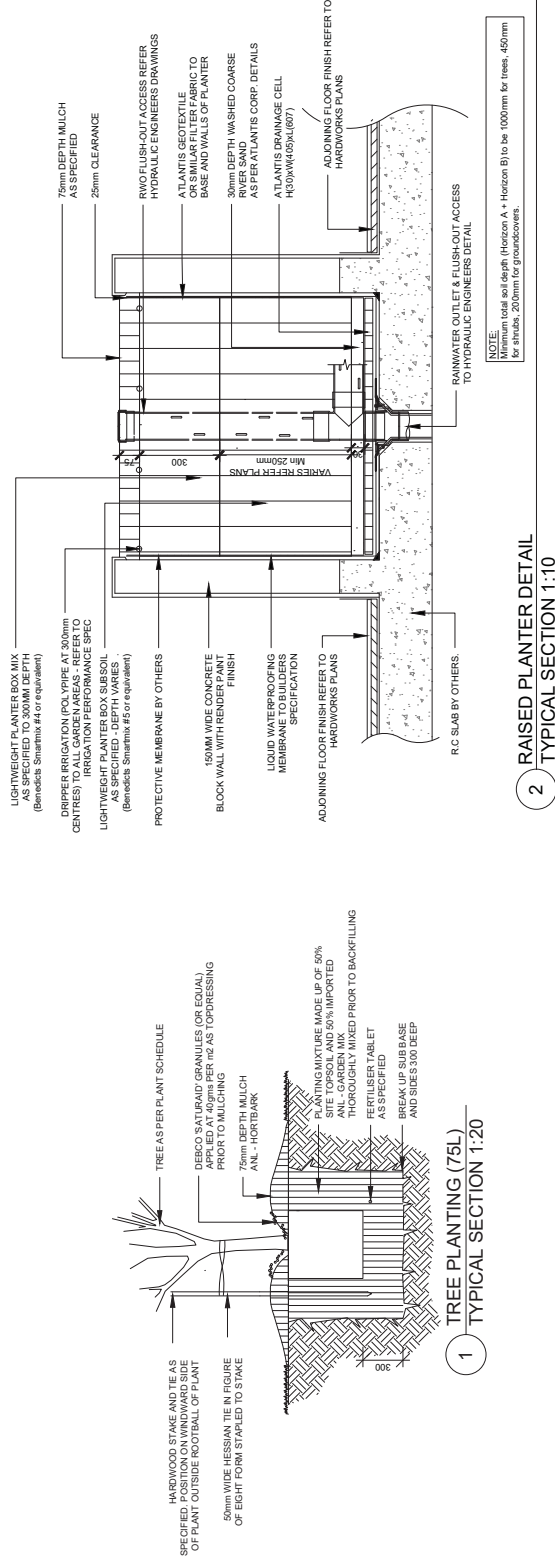 HARDWOOD STAKE AND TIE AS
SPECIFIED. POSITION ON WINDWARD SIDE
OF PLANT OUTSIDE ROOTBALL OF PLANT
50mm WIDE HESSIAN TIE IN FIGURE
OF EIGHT FORM STAPLED TO STAKE
TREE AS PER PLANT SCHEDULE
DEBCO 'SATURAID' GRANULES (OR EQUAL)
APPLIED AT 40gms PER m2 AS TOPDRESSING
PRIOR TO MULCHING
75mm DEPTH MULCH
ANL - HORTBARK
PLANTING MIXTURE MADE UP OF 50%
SITE TOPSOIL AND 50% IMPORTED
ANL - GARDEN MIX
THOROUGHLY MIXED PRIOR TO BACKFILLING
FERTILISER TABLET
AS SPECIFIED
BREAK UP SUB BASE
AND SIDES 300 DEEP
300
1
TREE PLANTING (75L)
TYPICAL SECTION 1:20
LIGHTWEIGHT PLANTER BOX MIX
AS SPECIFIED TO 300MM DEPTH
(Benedicts Smartmix #4 or equivalent)
DRIPPER IRRIGATION (POLYPIPE AT 300mm
CENTRES) TO ALL GARDEN AREAS - REFER TO
IRRIGATION PERFORMANCE SPEC
LIGHTWEIGHT PLANTER BOX SUBSOIL
AS SPECIFIED - DEPTH VARIES
(Benedicts Smartmix #5 or equivalent)
PROTECTIVE MEMBRANE BY OTHERS
150MM WIDE CONCRETE
BLOCK WALL WITH RENDER PAINT
FIINISH
LIQUID WATERPROOFING
MEMBRANE TO BUILDERS
SPECIFICATION
ADJOINING FLOOR FINISH REFER TO
HARDWORKS PLANS
R.C SLAB BY OTHERS.
75
300
VARIES REFER PLANS
Min 250mm
30
75mm DEPTH MULCH
AS SPECIFIED
25mm CLEARANCE
RWO FLUSH-OUT ACCESS REFER
HYDRAULIC ENGINEERS DRAWINGS
ATLANTIS GEOTEXTILE
OR SIMILAR FILTER FABRIC TO
BASE AND WALLS OF PLANTER
30mm DEPTH WASHED COARSE
RIVER SAND
AS PER ATLANTIS CORP. DETAILS
ATLANTIS DRAINAGE CELL
H(30)xW(405)xL(607)
ADJOINING FLOOR FINISH REFER TO
HARDWORKS PLANS
RAINWATER OUTLET & FLUSH-OUT ACCESS
TO HYDRAULIC ENGINEERS DETAIL
NOTE:
Minimum total soil depth (Horizon A + Horizon B) to be 1000mm for trees, 450mm
for shrubs, 200mm for groundcovers.
2
RAISED PLANTER DETAIL
TYPICAL SECTION 1:10